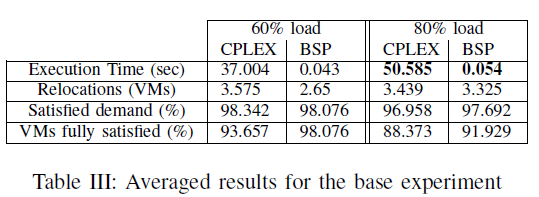 60% load 80% load
CPLEX BSP CPLEX BSP
Execution Time (sec) 37.004 0.043 50.585 0.054
Relocations (VMs) 3.575 2.65 3.439 3.325
Satisfied demand (%) 98.342 98.076 96.958 97.692
VMs fully satisfied (%) 93.657 98.076 88.373 91.929
Table III: Averaged results for the base experiment